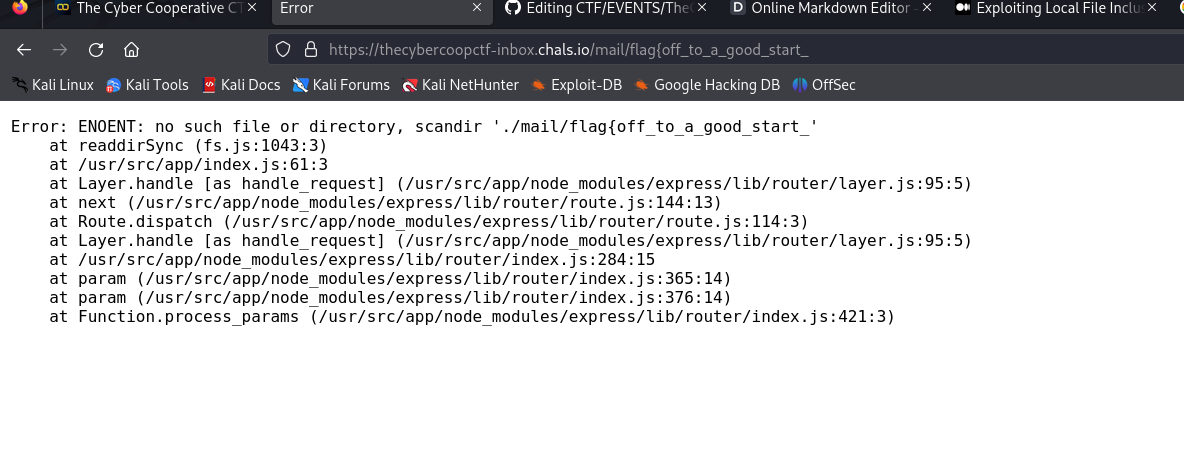 The Cyber Cooperative CT
Error
Editing CTF/EVENTS/The
Online Markdown Editor -
Exploiting Local File Inclus
https://thecybercoopctf-inbox.chals.io/mail/flag{off_to_a_good_start_
Kali Linux
Kali Tools
Kali Docs
Kali Forums
Kali NetHunter
Exploit-DB
Google Hacking DB
OffSec
Error: ENOENT: no such file or directory, scandir './mail/flag{off_to_a_good_start_'
    at readdirSync (fs.js:1043:3)
    at /usr/src/app/index.js:61:3
    at Layer.handle [as handle_request] (/usr/src/app/node_modules/express/lib/router/layer.js:95:5)
    at next (/usr/src/app/node_modules/express/lib/router/route.js:144:13)
    at Route.dispatch (/usr/src/app/node_modules/express/lib/router/route.js:114:3)
    at Layer.handle [as handle_request] (/usr/src/app/node_modules/express/lib/router/layer.js:95:5)
    at /usr/src/app/node_modules/express/lib/router/index.js:284:15
    at param (/usr/src/app/node_modules/express/lib/router/index.js:365:14)
    at param (/usr/src/app/node_modules/express/lib/router/index.js:376:14)
    at Function.process_params (/usr/src/app/node_modules/express/lib/router/index.js:421:3)